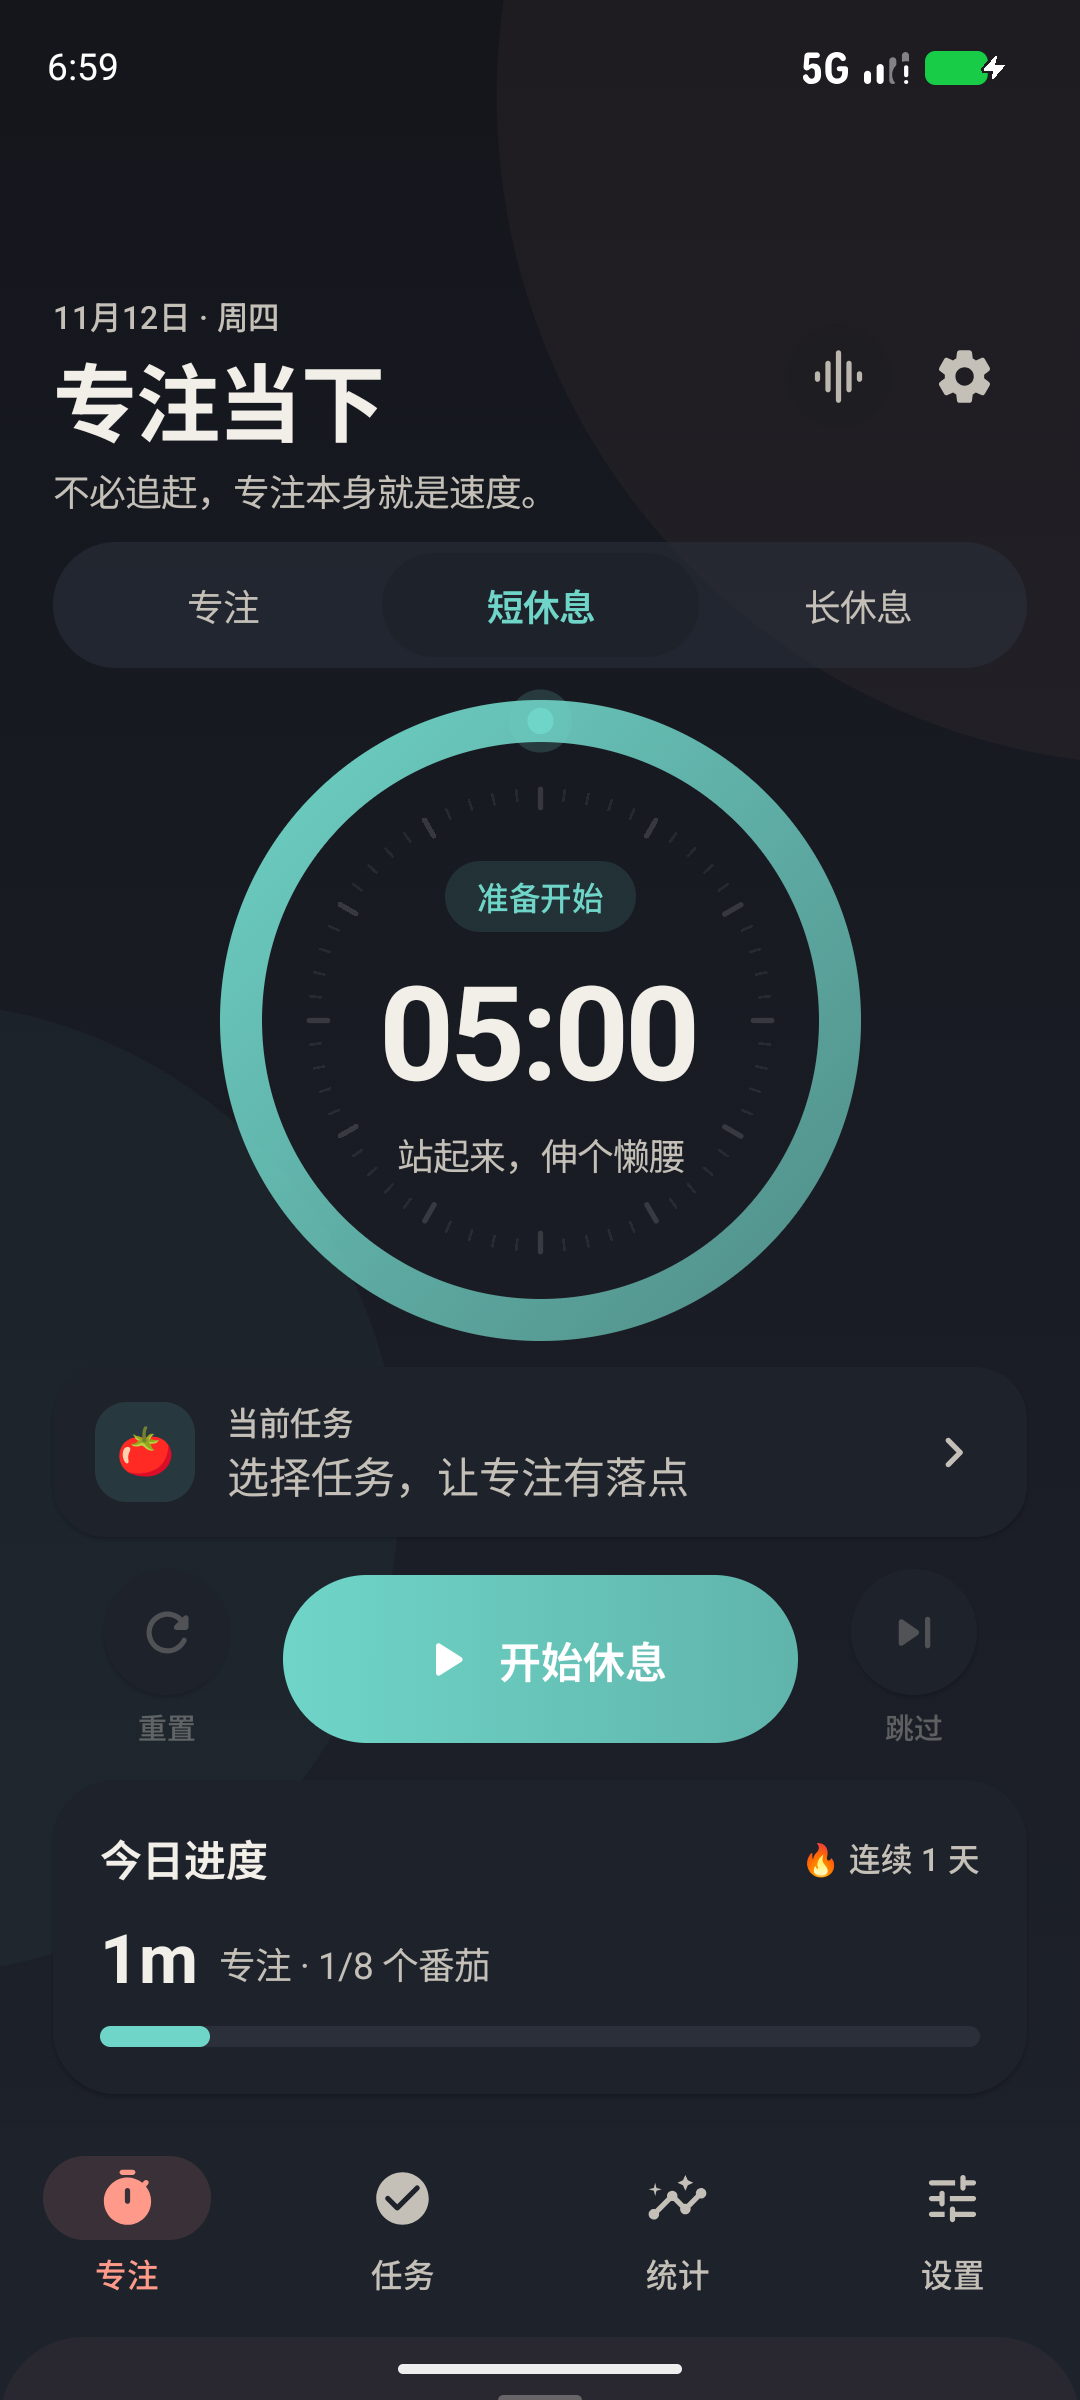 6:59
5G
11月12日 · 周四
专注当下
不必追赶，专注本身就是速度。
专注
短休息
长休息
准备开始
05:00
站起来，伸个懒腰
当前任务
选择任务，让专注有落点
开始休息
重置
跳过
今日进度
🔥 连续 1 天
1m 专注 · 1/8 个番茄
专注
任务
统计
设置